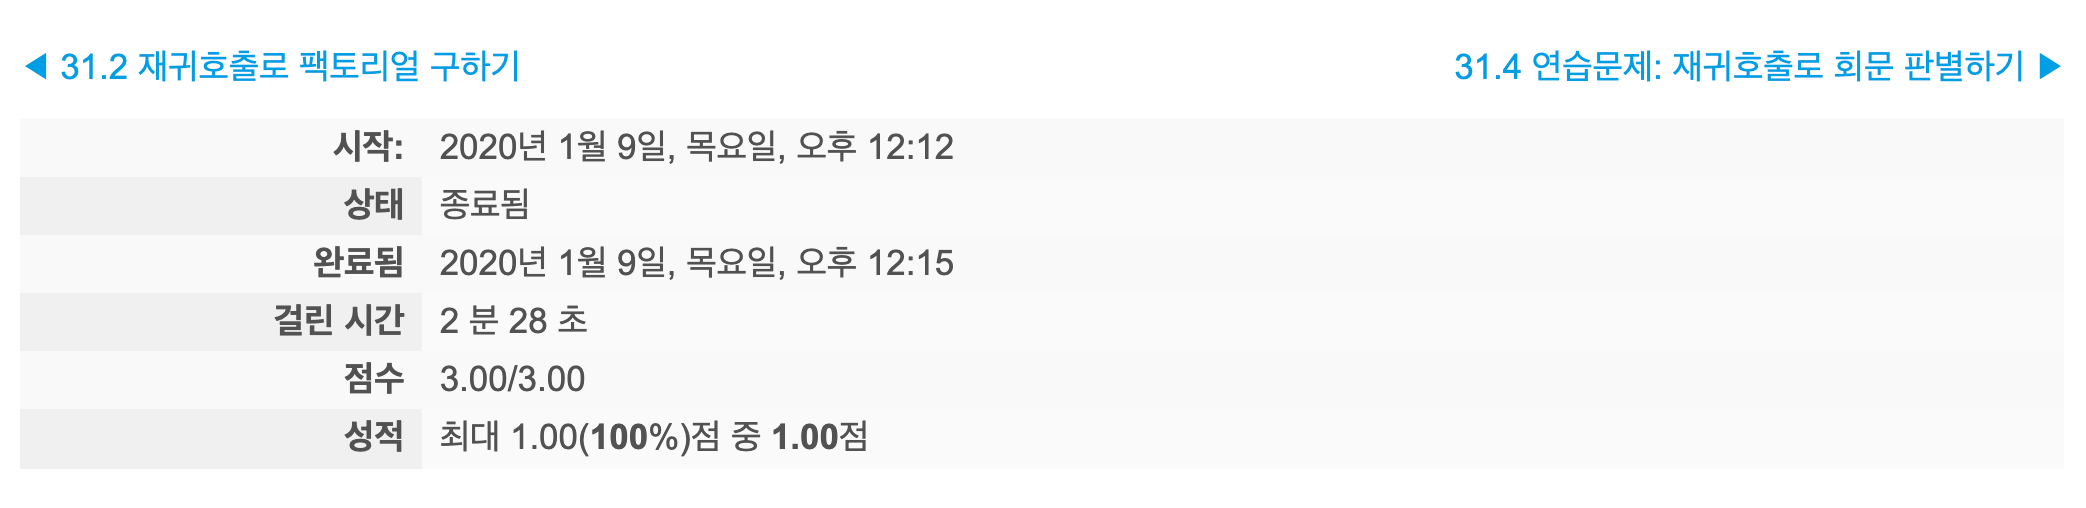 ◀ 31.2 재귀호출로 팩토리얼 구하기
31.4 연습문제: 재귀호출로 회문 판별하기 ▶
시작: 2020년 1월 9일, 목요일, 오후 12:12
상태 종료됨
완료됨 2020년 1월 9일, 목요일, 오후 12:15
걸린 시간 2 분 28 초
점수 3.00/3.00
성적 최대 1.00(100%)점 중 1.00점